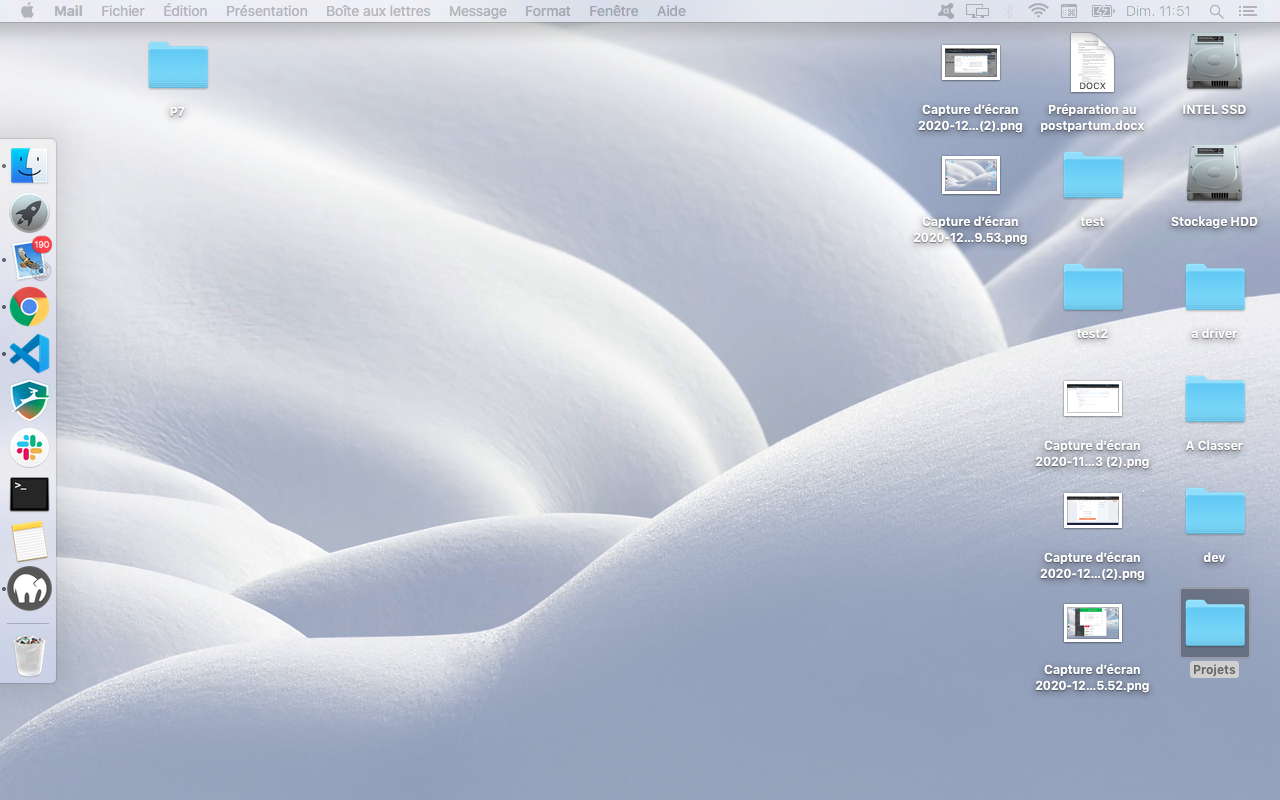 Mail Fichier Édition Présentation Boîte aux lettres Message Format Fenêtre Aide Dim. 11:51
P7
Capture d'écran
2020-12...(2).png
DOCX
Préparation au
postpartum.docx
INTEL SSD
Capture d'écran
2020-12...9.53.png
test
Stockage HDD
test2
a driver
Capture d'écran
2020-11...3 (2).png
A Classer
Capture d'écran
2020-12...(2).png
dev
Capture d'écran
2020-12...5.52.png
Projets
190
>_